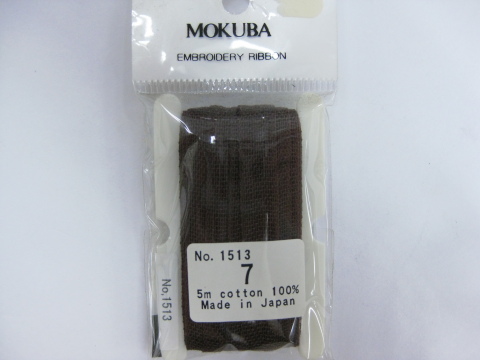 MOKUBA
EMBROIDERY RIBBON
No. 1513
7
5m cotton 100%
Made in Japan
No.1513